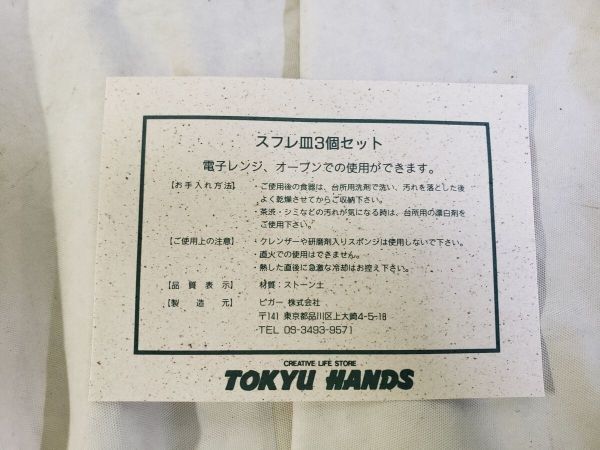 スフレ皿3個セット
電子レンジ、オーブンでの使用ができます。
【お手入れ方法】 ・ご使用後の食器は、台所用洗剤で洗い、汚れを落とした後
よく乾燥させてからご収納下さい。
茶渋・シミなどの汚れが気になる時は、台所用の漂白剤を
ご使用下さい。
【ご使用上の注意】 ・クレンザーや研磨剤入りスポンジは使用しないで下さい。
直火での使用はできません。
・熱した直後に急激な冷却はお控え下さい。
【品質表示】 材質：ストーン土
【製造元】 ビガー 株式会社
〒141 東京都品川区上大崎4-5-18
TEL 03-3493-9571
CREATIVE LIFE STORE
TOKYU HANDS